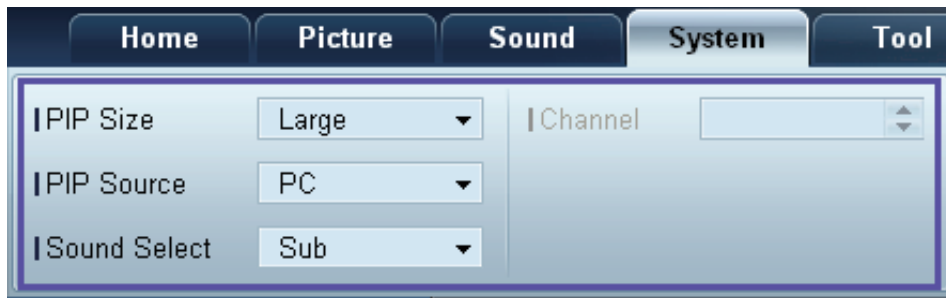 Home Picture Sound System Tool
PIP Size Large Channel
PIP Source PC
Sound Select Sub